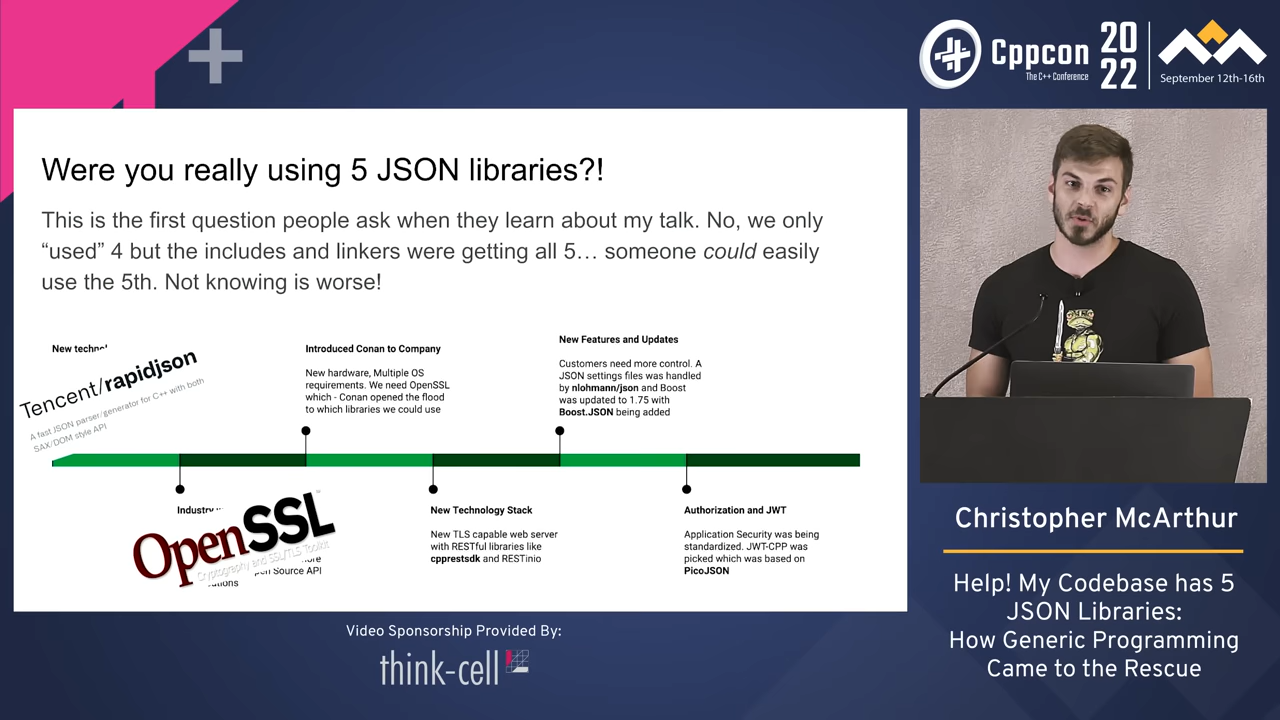 Cppcon
The C++ Conference
20
22
September 12th-16th
Were you really using 5 JSON libraries?!
This is the first question people ask when they learn about my talk. No, we only
“used” 4 but the includes and linkers were getting all 5… someone could easily
use the 5th. Not knowing is worse!
New
Tencent/rapidjson
A fast JSON parser/generator for C++ with both
SAX/DOM style API
Introduced Conan to Company
New hardware, Multiple OS
requirements. We need OpenSSL
which - Conan opened the flood
to which libraries we could use
New Features and Updates
Customers need more control. A
JSON settings files was handled
by nlohmann/json and Boost
was updated to 1.75 with
Boost.JSON being added
Industry
OpenSSL
Cryptography and SSL/TLS Toolkit
Source API
New Technology Stack
New TLS capable web server
with RESTful libraries like
cpprestsdk and RESTinio
Authorization and JWT
Application Security was being
standardized. JWT-CPP was
picked which was based on
PicoJSON
Christopher McArthur
Help! My Codebase has 5
JSON Libraries:
How Generic Programming
Came to the Rescue
Video Sponsorship Provided By:
think-cell